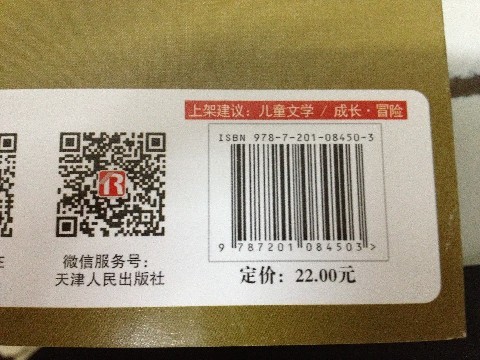 上架建议：儿童文学 / 成长·冒险
ISBN 978-7-201-08450-3
9 787201 084503 >
定价：22.00元
微信服务号：
天津人民出版社